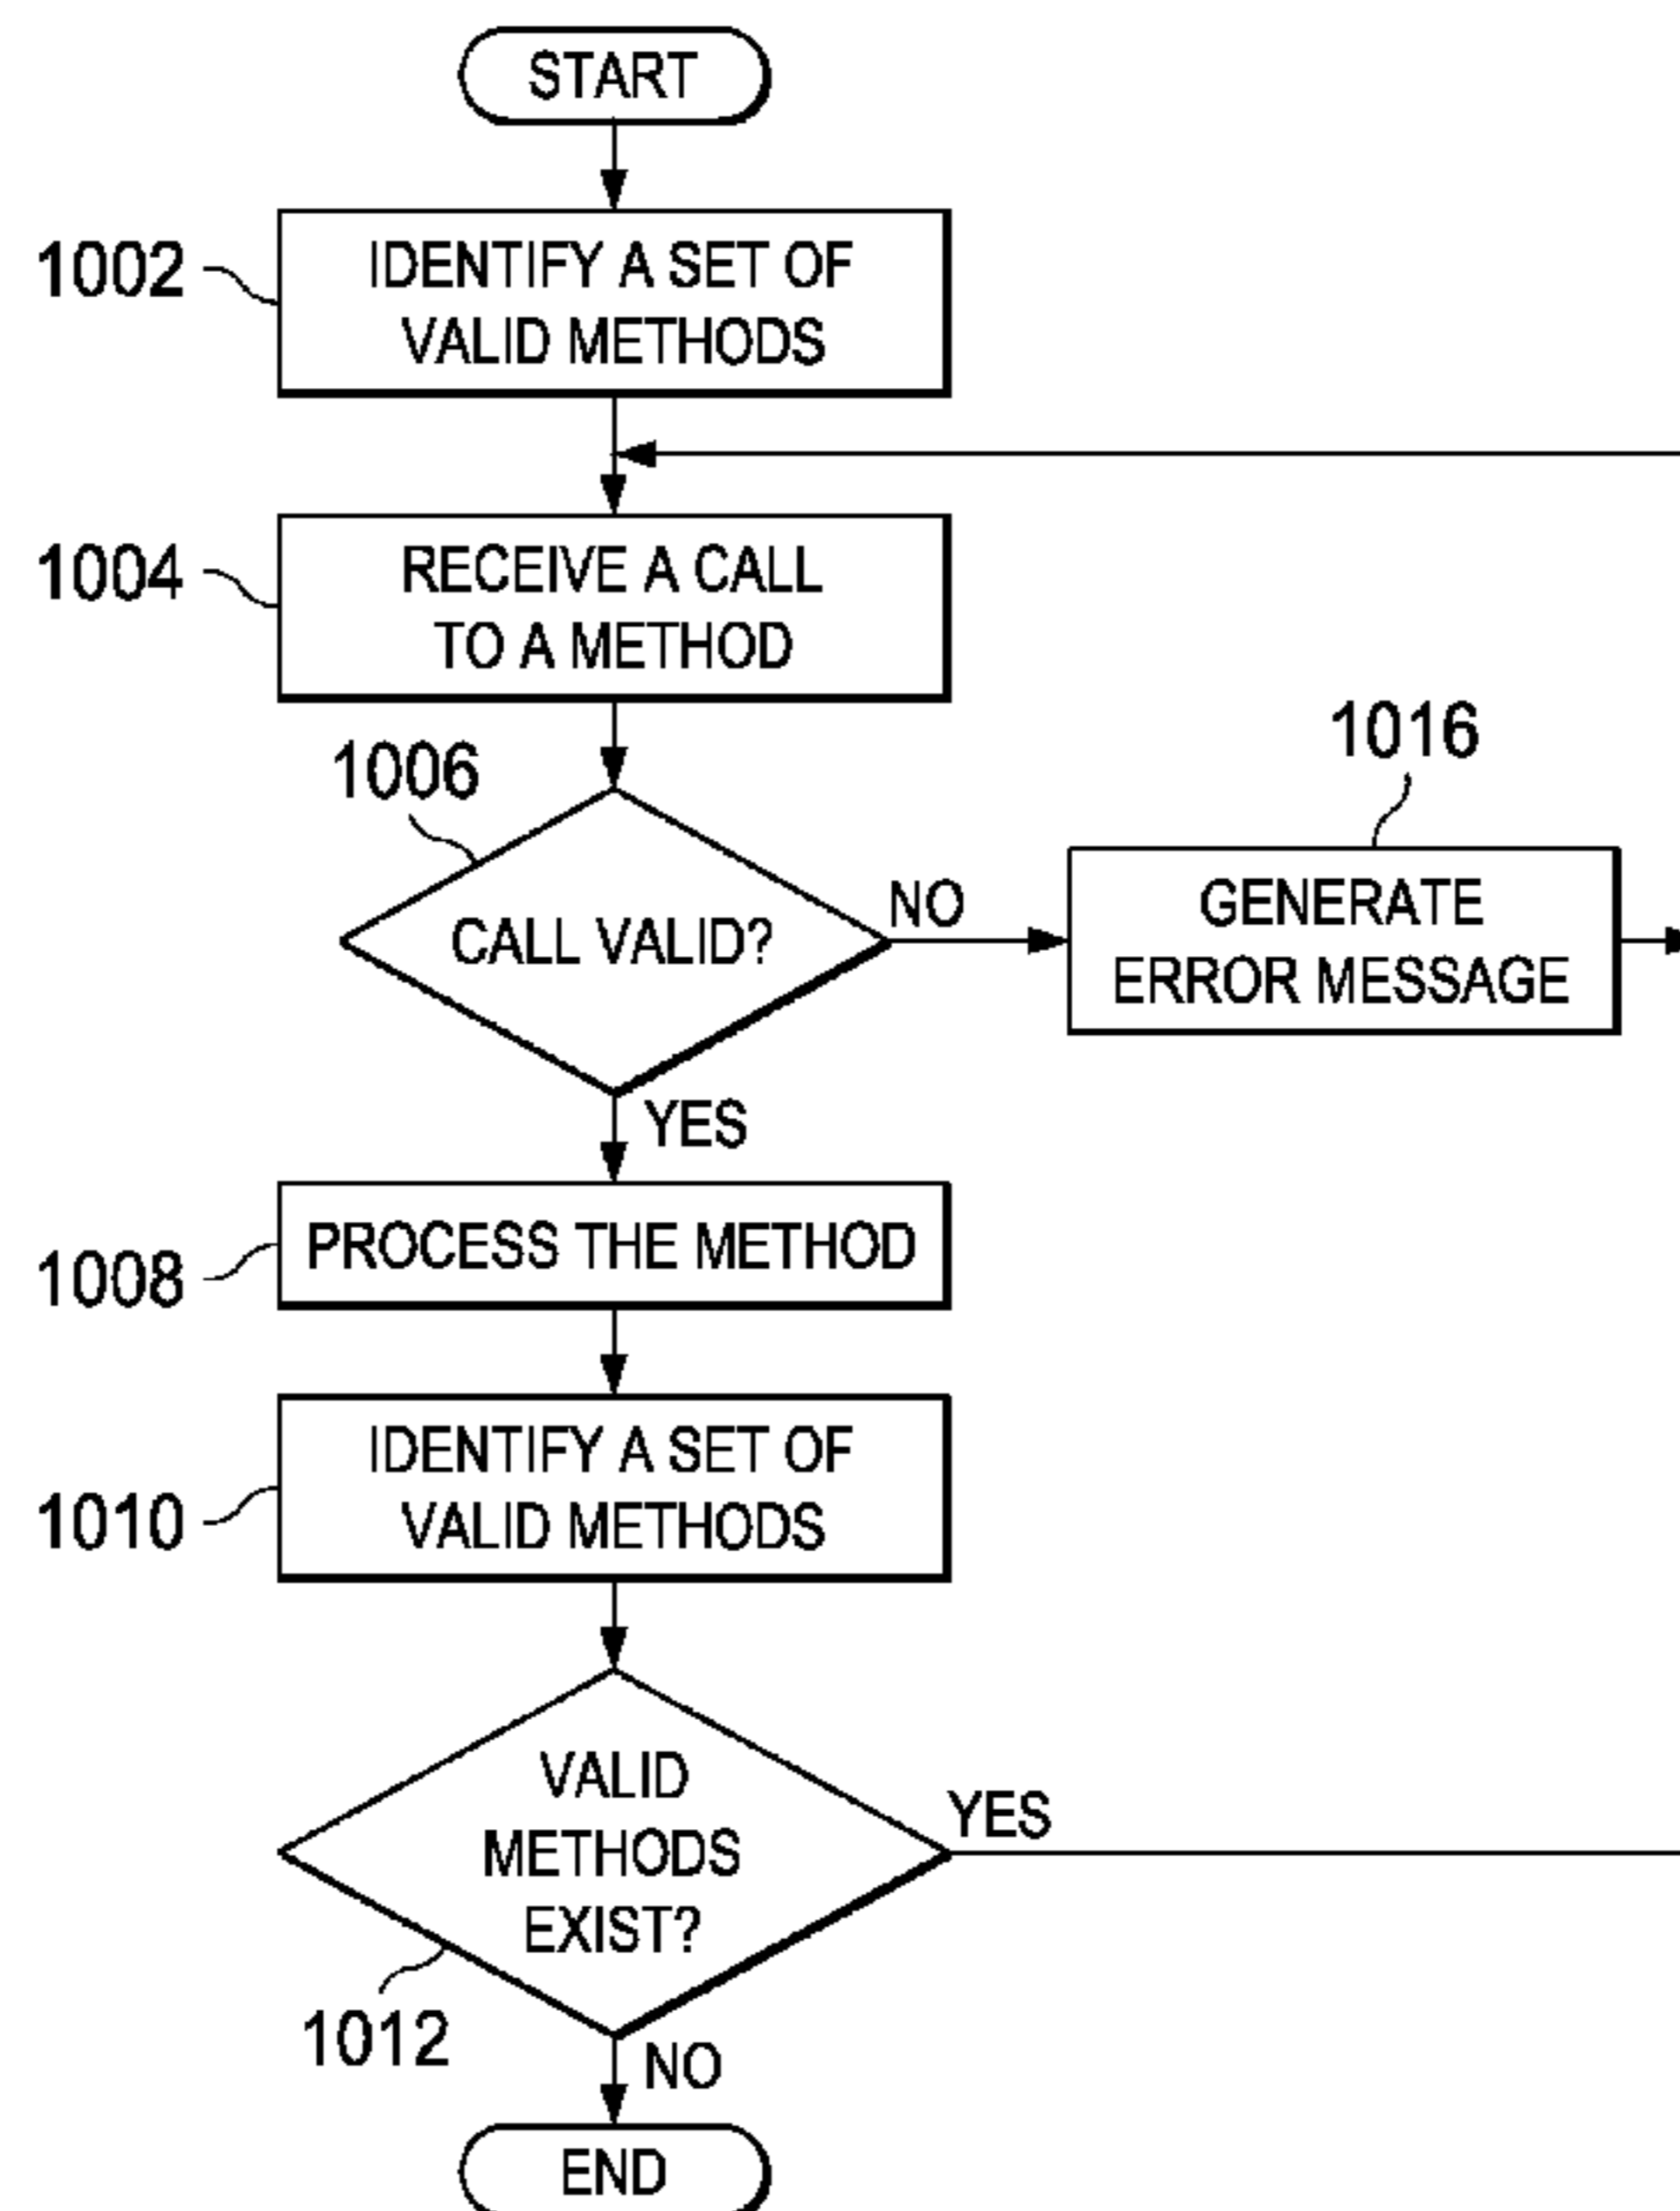 START
1002
IDENTIFY A SET OF
VALID METHODS
1004
RECEIVE A CALL
TO A METHOD
1006
CALL VALID?
NO
1016
GENERATE
ERROR MESSAGE
YES
1008
PROCESS THE METHOD
1010
IDENTIFY A SET OF
VALID METHODS
VALID
METHODS
EXIST?
YES
1012
NO
END